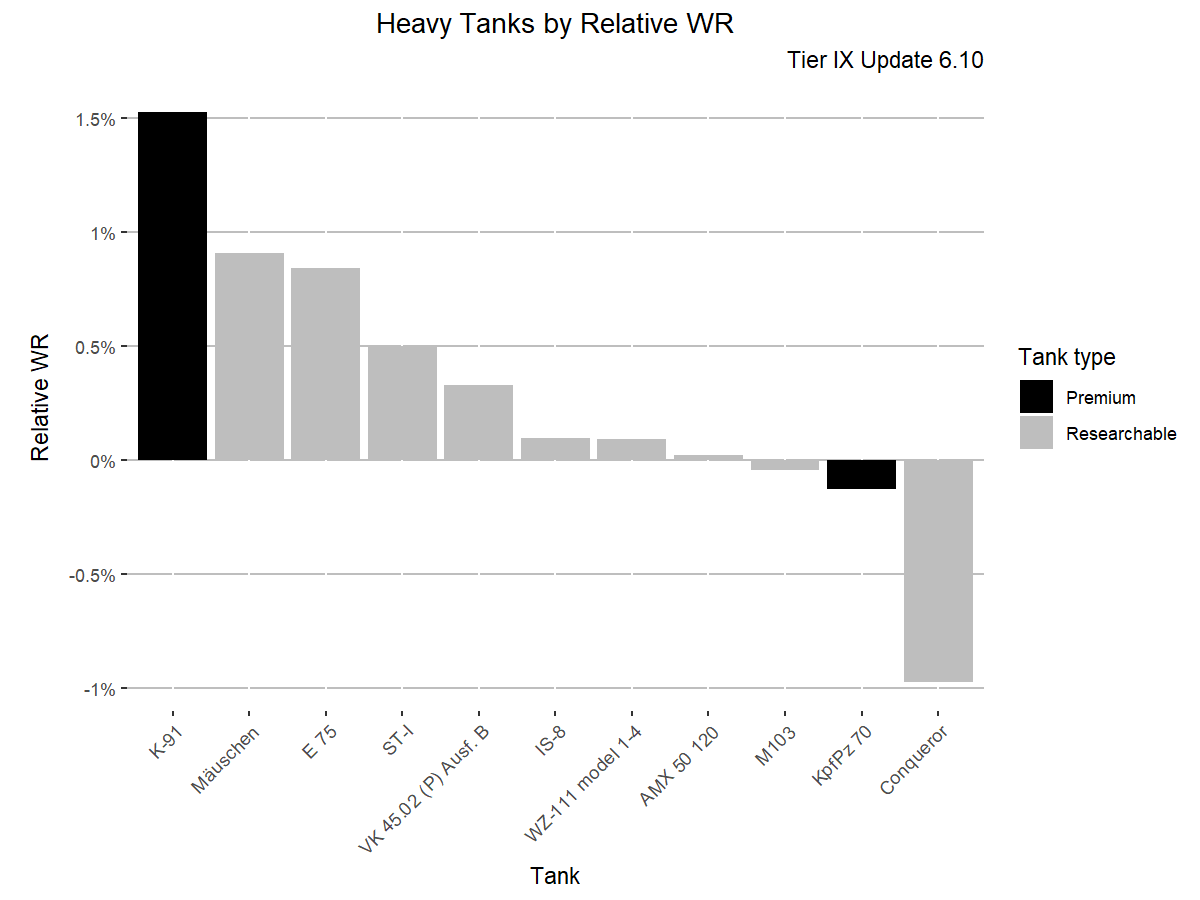 Heavy Tanks by Relative WR
Tier IX Update 6.10
Relative WR
1.5%
1%
0.5%
0%
-0.5%
-1%
K-91
Mäuschen
E 75
ST-I
VK 45.02 (P) Ausf. B
IS-8
WZ-111 model 1-4
AMX 50 120
M103
KpfPz 70
Conqueror
Tank
Tank type
Premium
Researchable